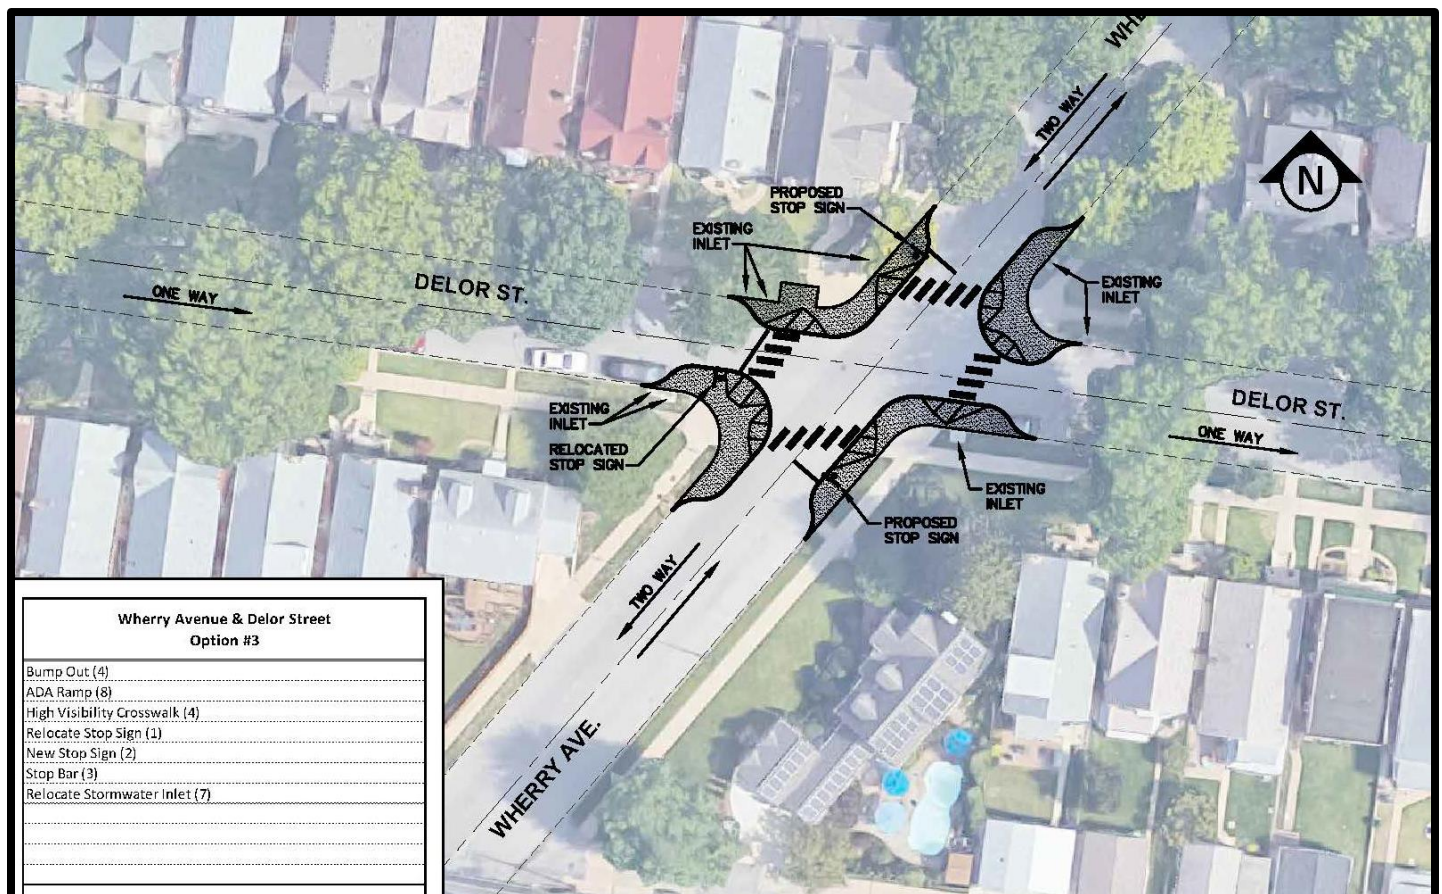 WHE
TWO WAY
N
PROPOSED
STOP SIGN
EXISTING
INLET
DELOR ST.
ONE WAY
EXISTING
INLET
EXISTING
INLET
RELOCATED
STOP SIGN
DELOR ST.
ONE WAY
EXISTING
INLET
PROPOSED
STOP SIGN
TWO WAY
WHERRY AVE.
Wherry Avenue & Delor Street
Option #3
Bump Out (4)
ADA Ramp (8)
High Visibility Crosswalk (4)
Relocate Stop Sign (1)
New Stop Sign (2)
Stop Bar (3)
Relocate Stormwater Inlet (7)